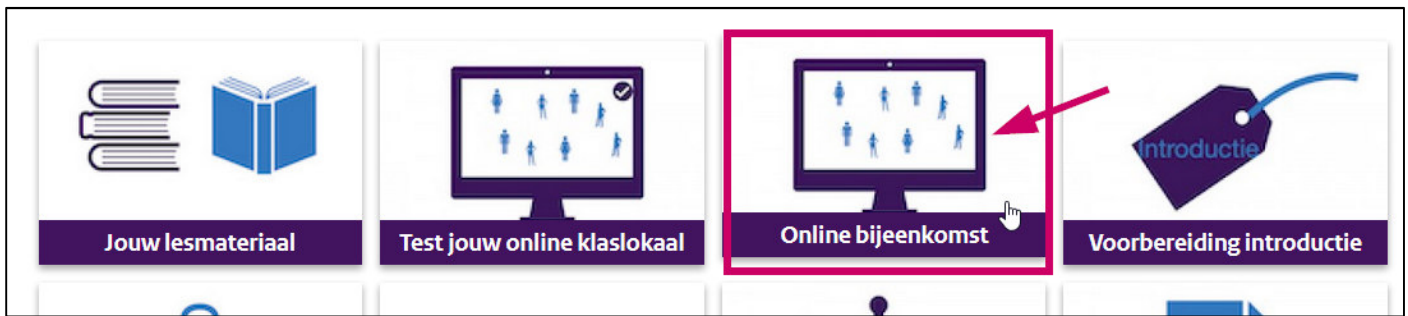 Introductie
Jouw lesmateriaal
Test jouw online klaslokaal
Online bijeenkomst
Voorbereiding introductie